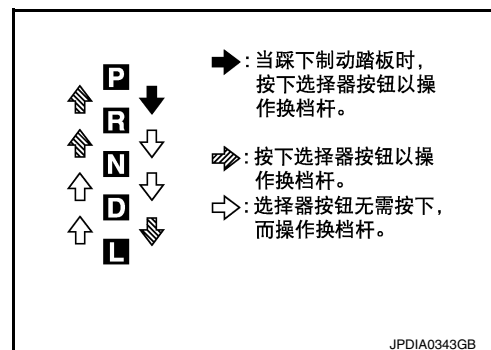 P
R
N
D
L
：当踩下制动踏板时，
按下选择器按钮以操
作换档杆。
：按下选择器按钮以操
作换档杆。
：选择器按钮无需按下，
而操作换档杆。
JPDIA0343GB